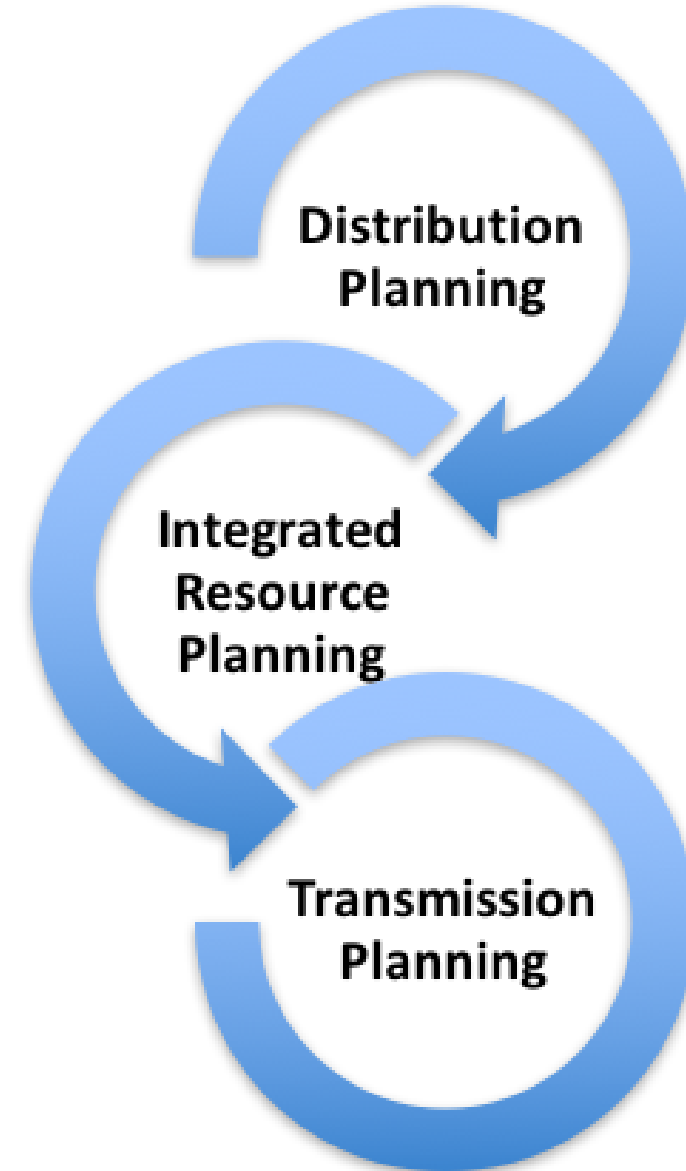 Distribution
Planning
Integrated
Resource
Planning
Transmission
Planning